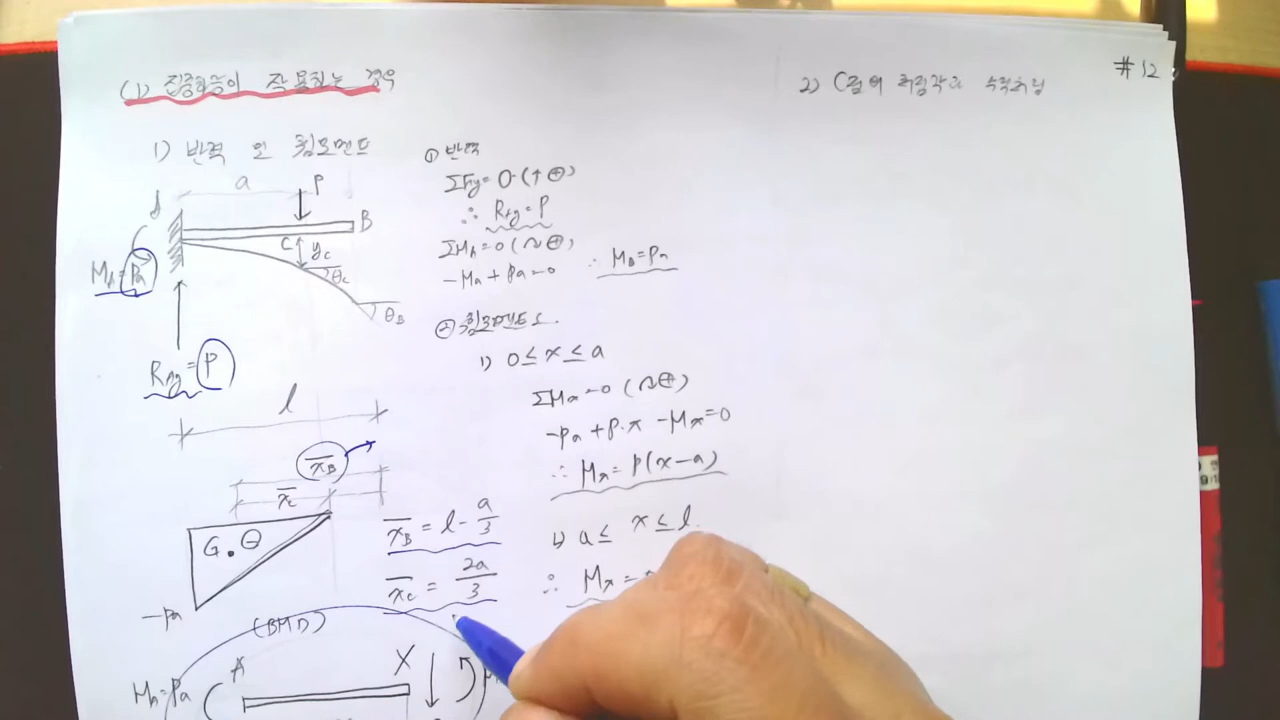 (1) 집중하중이 작용하는 경우
# 12
2) C점의 처짐각과 수직처짐
1) 반력 및 휨모멘트
① 반력
a
P
ΣFy = 0 (↑ ⊕)
∴ RAy = P
A
B
C
yc
θc
θB
ΣMA = 0 (↷ ⊕)
-Ma + Pa = 0
∴ MA = Pa
MA = Pa
② 휨모멘트
1) 0 ≤ x ≤ a
RAy = P
ΣMx = 0 (↷ ⊕)
-Pa + P·x - Mx = 0
∴ Mx = P(x-a)
l
x̄B
x̄c
G. ⊖
x̄B = l - a/3
2) a ≤ x ≤ l
x̄c = 2a/3
∴ Mx =
-Pa
(BMD)
A
X
MA = Pa